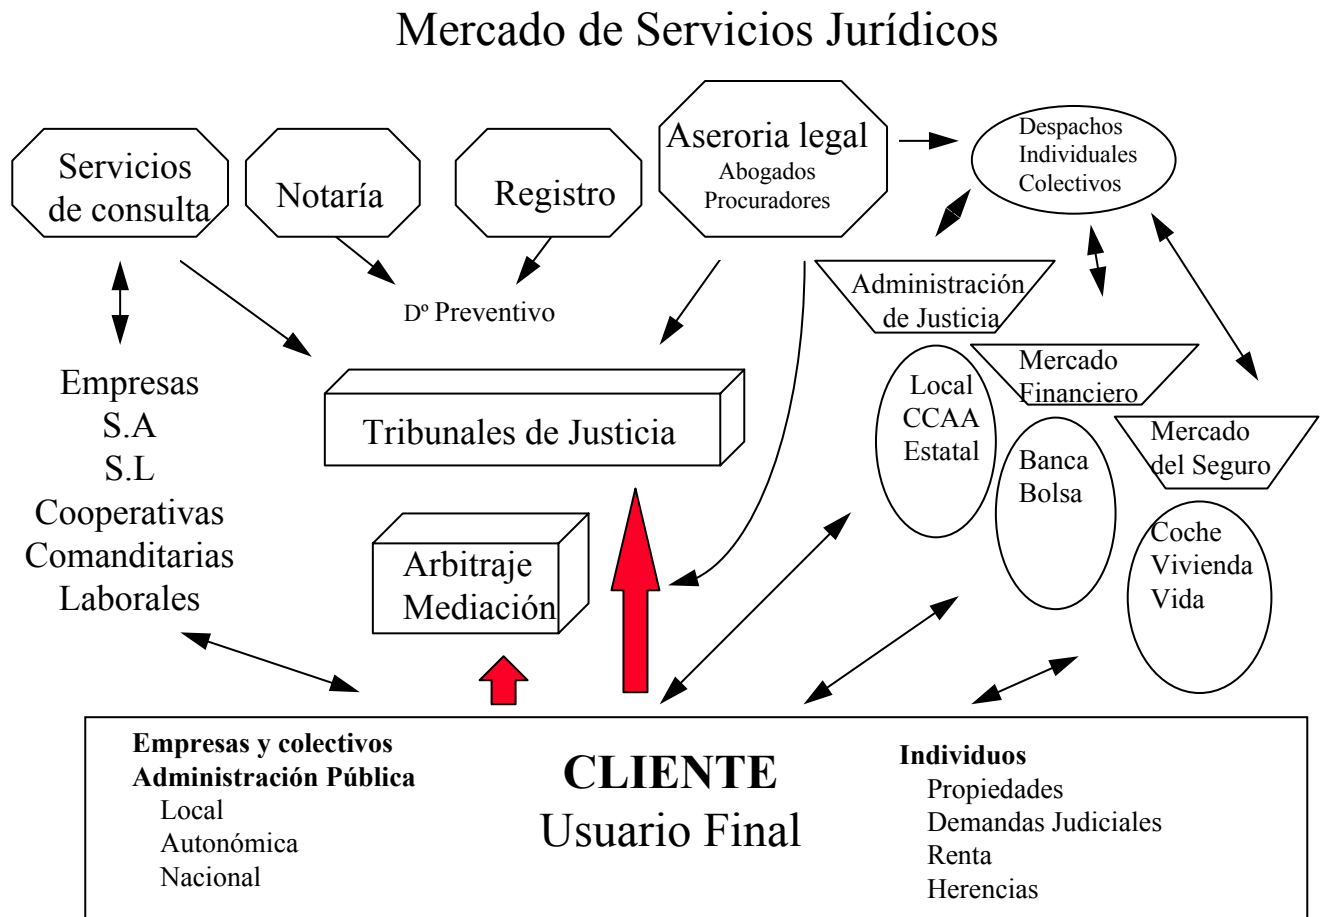 Mercado de Servicios Jurídicos
Servicios
de consulta
Notaría
Registro
Aseroria legal
Abogados
Procuradores
Despachos
Individuales
Colectivos
Dº Preventivo
Administración
de Justicia
Mercado
Financiero
Mercado
del Seguro
Local
CCAA
Estatal
Banca
Bolsa
Coche
Vivienda
Vida
Empresas
S.A
S.L
Cooperativas
Comanditarias
Laborales
Tribunales de Justicia
Arbitraje
Mediación
Empresas y colectivos
Administración Pública
Local
Autonómica
Nacional
CLIENTE
Usuario Final
Individuos
Propiedades
Demandas Judiciales
Renta
Herencias